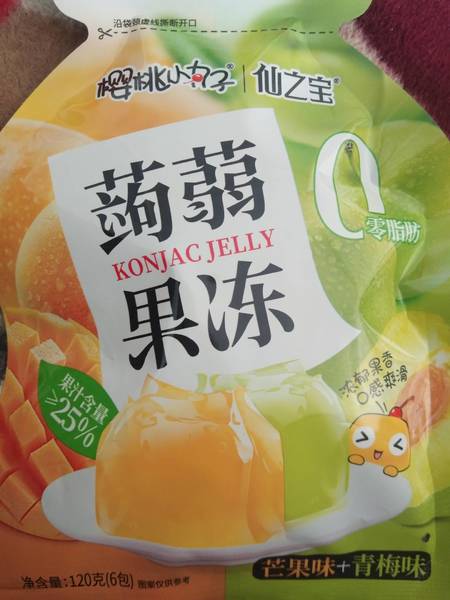 沿袋颈虚线撕断开口
樱桃小丸子® 仙之宝®
0
零脂肪
蒟蒻
KONJAC JELLY
果冻
果汁含量
≥25%
浓郁果香
口感爽滑
芒果味+青梅味
净含量:120克(6包) 图案仅供参考